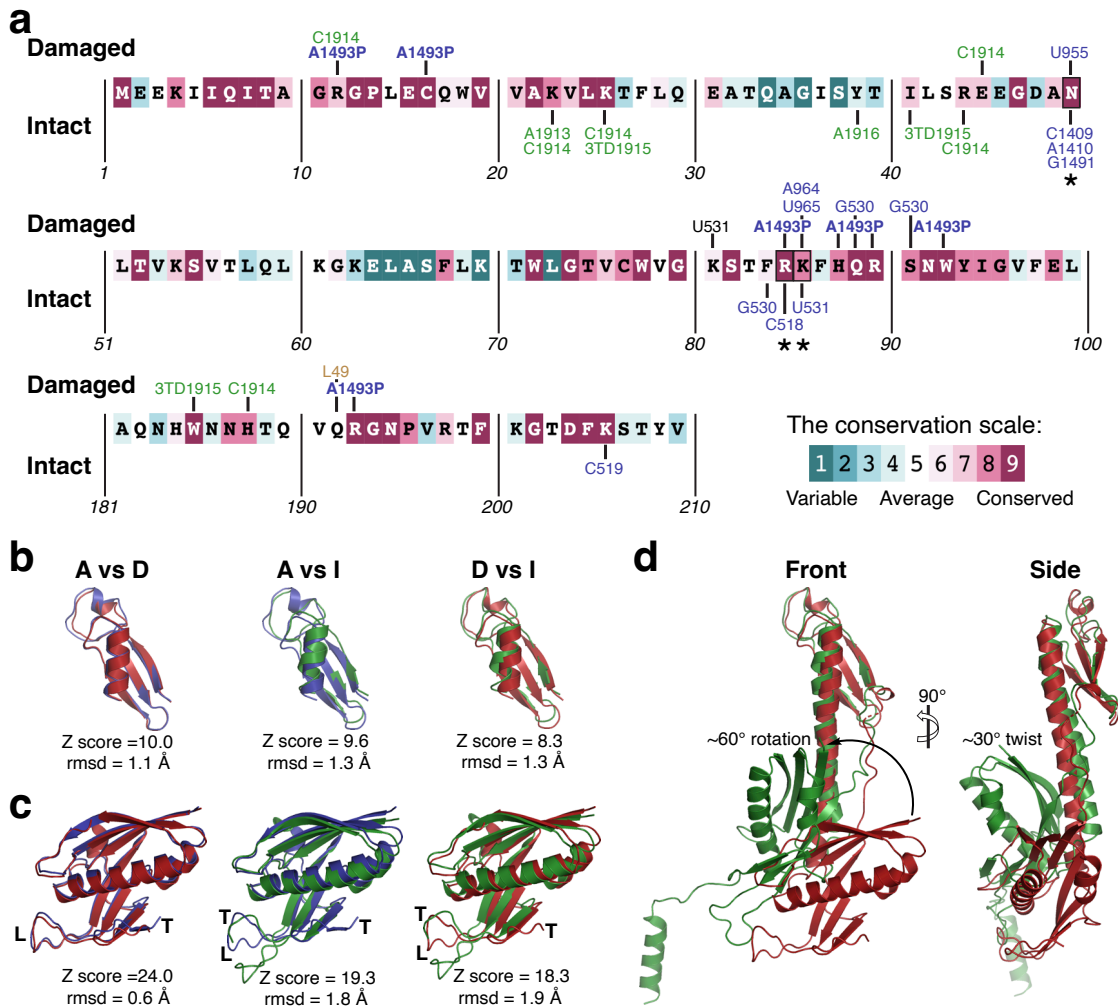 a
Damaged
C1914
A1493P A1493P C1914 U955
MEEKIIQITA GRGPLECQWV VAKVLKTFLQ EATQAGISYT ILSREEGDAN
Intact
A1913 C1914 A1916 3TD1915 C1409
C1914 3TD1915 C1914 A1410
G1491
*
1 10 20 30 40
Damaged
A964
U965 G530 G530
U531 A1493P A1493P A1493P
LTVKSVTLQL KGKELASFLK TWLGTVCWVG KSTFRKFHQR SNWYIGVFEL
Intact
G530 U531
C518
* *
51 60 70 80 90 100
Damaged
L49
3TD1915 C1914 A1493P
AQNHWNNHTQ VQRGNPVRTF KGTDFKSTYV
Intact
C519
181 190 200 210
The conservation scale:
1 2 3 4 5 6 7 8 9
Variable Average Conserved
b
A vs D A vs I D vs I
Z score =10.0 Z score = 9.6 Z score = 8.3
rmsd = 1.1 Å rmsd = 1.3 Å rmsd = 1.3 Å
c
L T T L T T L
Z score =24.0 Z score = 19.3 Z score = 18.3
rmsd = 0.6 Å rmsd = 1.8 Å rmsd = 1.9 Å
d
Front Side
90°
~60° rotation ~30° twist